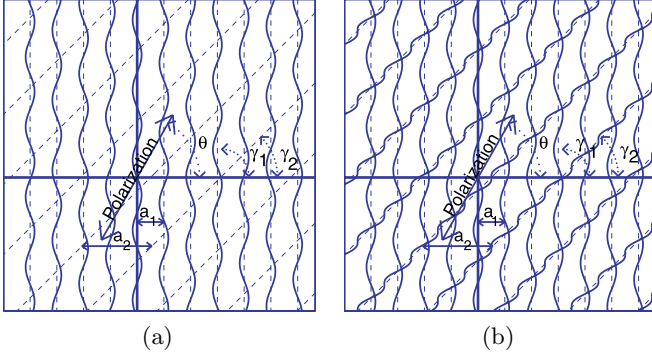 Polarization
θ
γ1
γ2
a1
a2
(a)
Polarization
θ
γ1
γ2
a1
a2
(b)